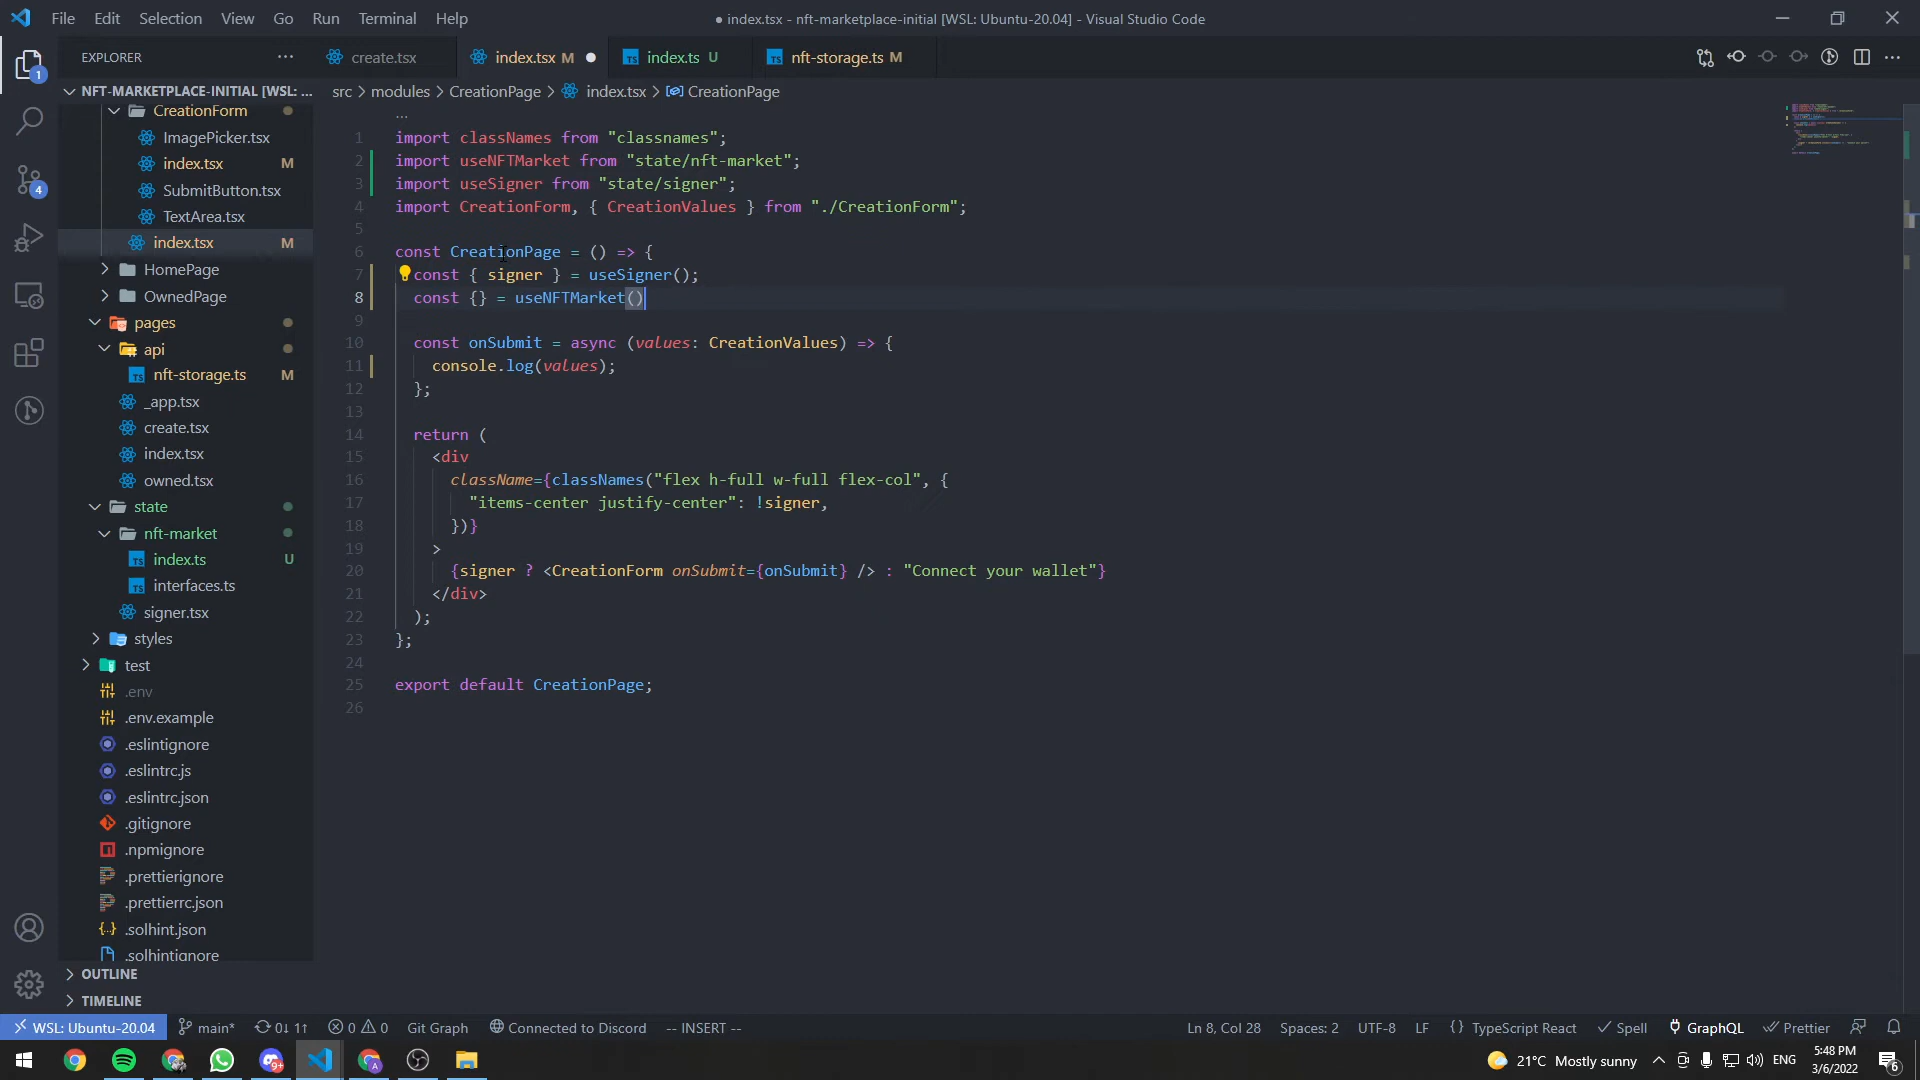 File Edit Selection View Go Run Terminal Help
● index.tsx - nft-marketplace-initial [WSL: Ubuntu-20.04] - Visual Studio Code
EXPLORER ...
create.tsx index.tsx M ● index.ts U nft-storage.ts M
NFT-MARKETPLACE-INITIAL [WSL: ...
src > modules > CreationPage > index.tsx > CreationPage
CreationForm
ImagePicker.tsx
index.tsx M
SubmitButton.tsx
TextArea.tsx
index.tsx M
HomePage
OwnedPage
pages
api
nft-storage.ts M
_app.tsx
create.tsx
index.tsx
owned.tsx
state
nft-market
index.ts U
interfaces.ts
signer.tsx
styles
test
.env
.env.example
.eslintignore
.eslintrc.js
.eslintrc.json
.gitignore
.npmignore
.prettierignore
.prettierrc.json
.solhint.json
.solhintignore
OUTLINE
TIMELINE
1
4
...
1 import classNames from "classnames";
2 import useNFTMarket from "state/nft-market";
3 import useSigner from "state/signer";
4 import CreationForm, { CreationValues } from "./CreationForm";
5
6 const CreationPage = () => {
7 const { signer } = useSigner();
8 const {} = useNFTMarket()
9
10 const onSubmit = async (values: CreationValues) => {
11 console.log(values);
12 };
13
14 return (
15 <div
16 className={classNames("flex h-full w-full flex-col", {
17 "items-center justify-center": !signer,
18 })}
19 >
20 {signer ? <CreationForm onSubmit={onSubmit} /> : "Connect your wallet"}
21 </div>
22 );
23 };
24
25 export default CreationPage;
26
WSL: Ubuntu-20.04 main* 0↓ 1↑ 0 0 Git Graph Connected to Discord -- INSERT -- Ln 8, Col 28 Spaces: 2 UTF-8 LF {} TypeScript React Spell GraphQL Prettier
9+ A 21°C Mostly sunny ENG 5:48 PM
3/6/2022 6